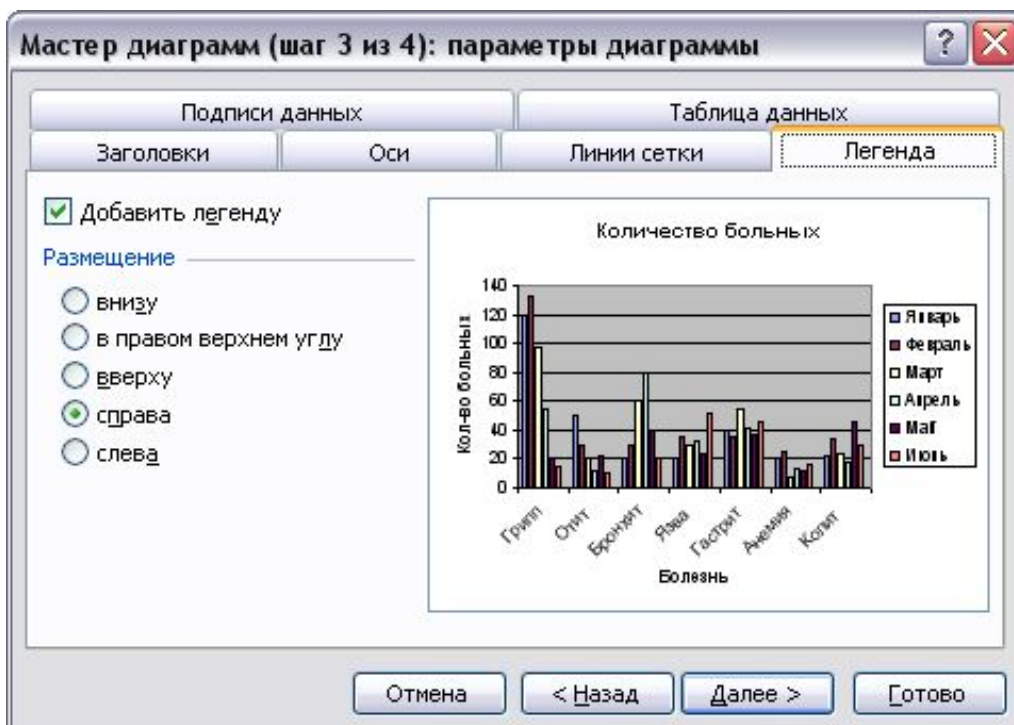 Мастер диаграмм (шаг 3 из 4): параметры диаграммы
Подписи данных
Таблица данных
Заголовки
Оси
Линии сетки
Легенда
Добавить легенду
Размещение
внизу
в правом верхнем углу
вверху
справа
слева
Количество больных
Кол-во больных
140
120
100
80
60
40
20
0
Грипп
Отит
Бронхит
Язва
Гастрит
Анемия
Колит
Болезнь
Январь
Февраль
Март
Апрель
Май
Июнь
Отмена
< Назад
Далее >
Готово